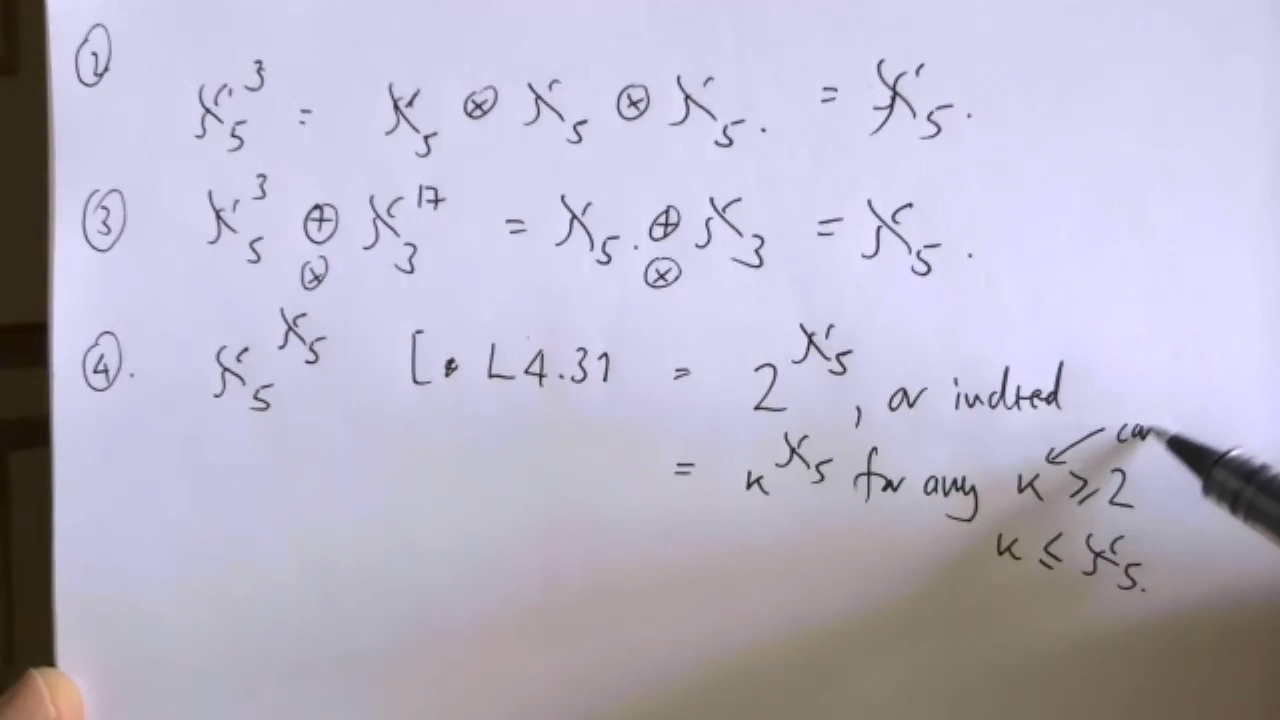 ② ℵ₅³ = ℵ₅ ⊗ ℵ₅ ⊗ ℵ₅. = ℵ₅.
③ ℵ₅³ ⊕ ℵ₃¹⁷ = ℵ₅. ⊕ ℵ₃ = ℵ₅.
⊗ ⊗
④. ℵ₅^ℵ₅ [• L4.31 = 2^ℵ₅, or indeed
car
= κ^ℵ₅ for any κ ≥ 2
κ ≤ ℵ₅.